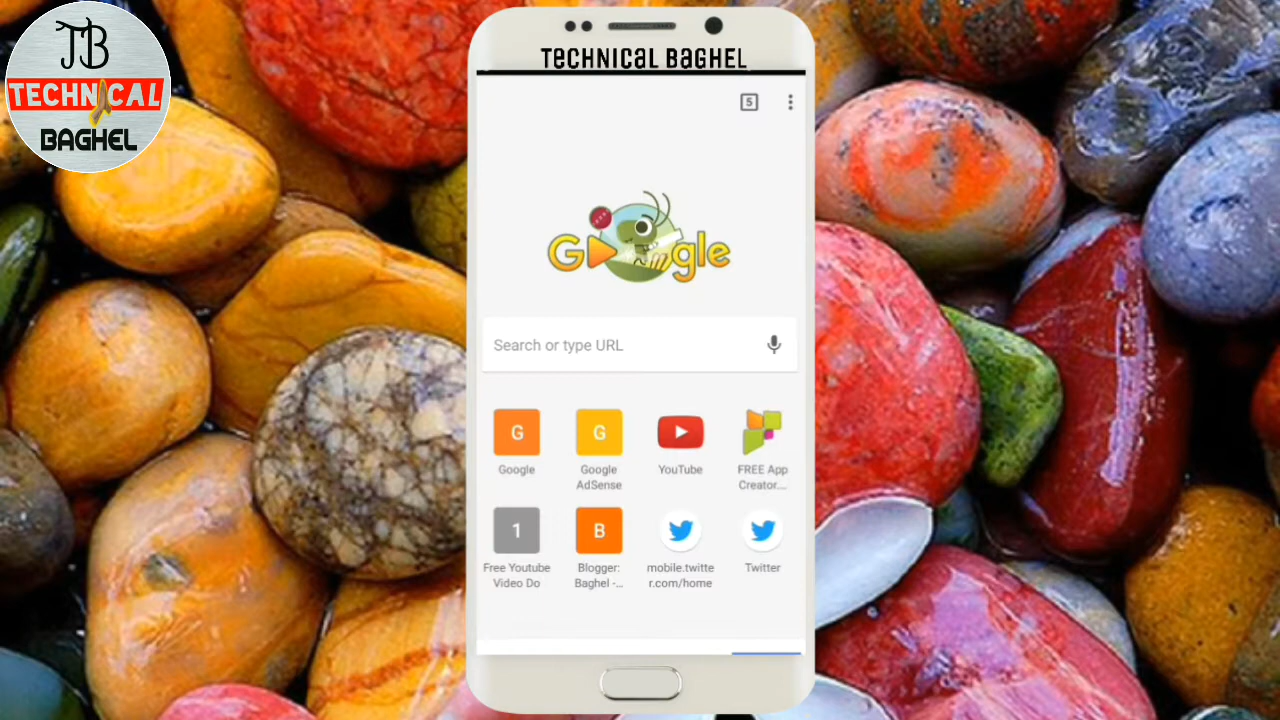 JB
TECHNICAL
BAGHEL
TECHNICAL BAGHEL
5
Google
Search or type URL
G
G
Google
Google
AdSense
YouTube
FREE App
Creator....
1
B
Free Youtube
Video Do
Blogger:
Baghel -...
mobile.twitte
r.com/home
Twitter